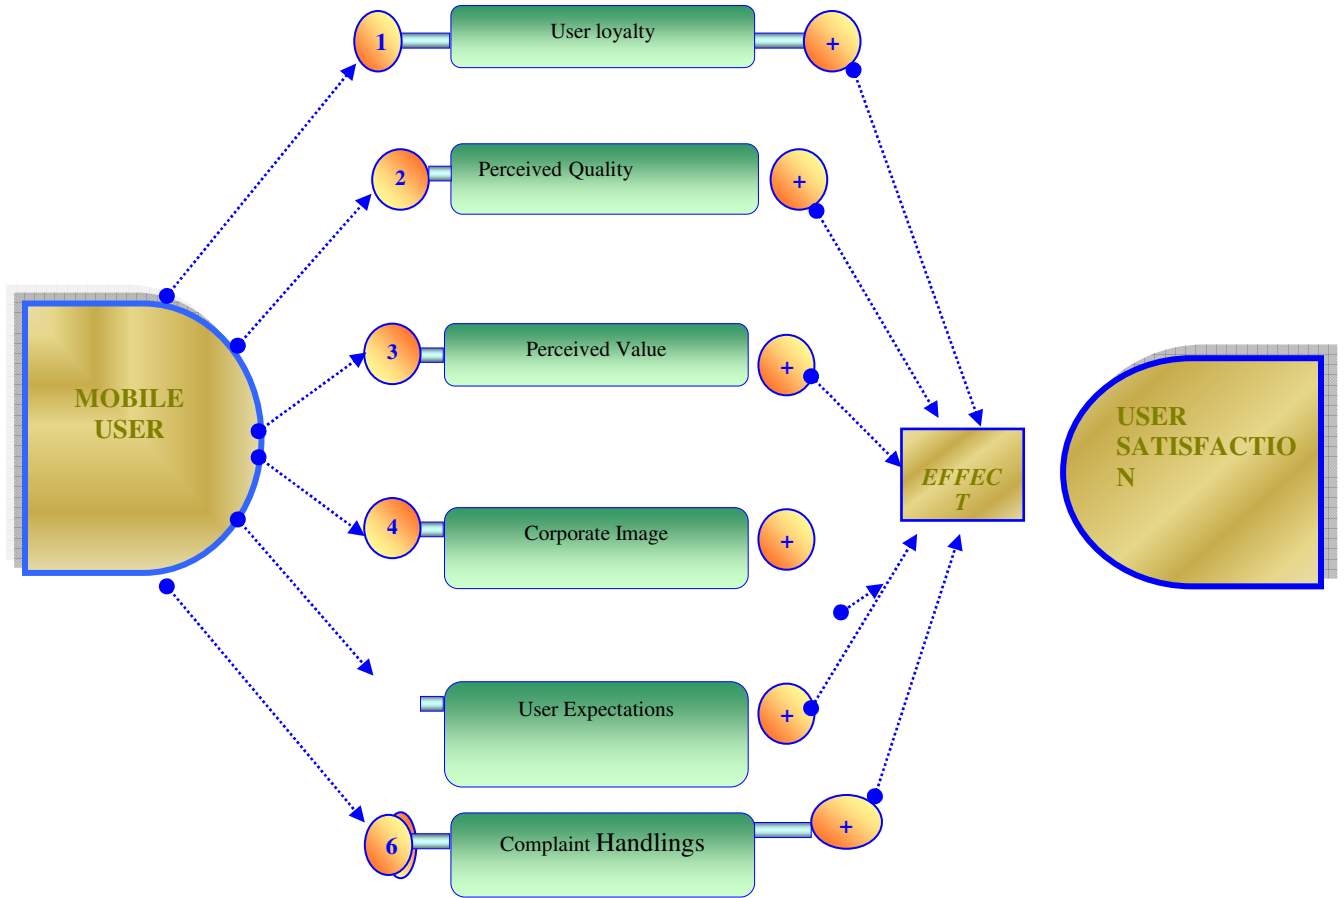 1
User loyalty
+
2
Perceived Quality
+
3
Perceived Value
+
MOBILE
USER
USER
SATISFACTIO
N
EFFEC
T
4
Corporate Image
+
User Expectations
+
6
Complaint Handlings
+